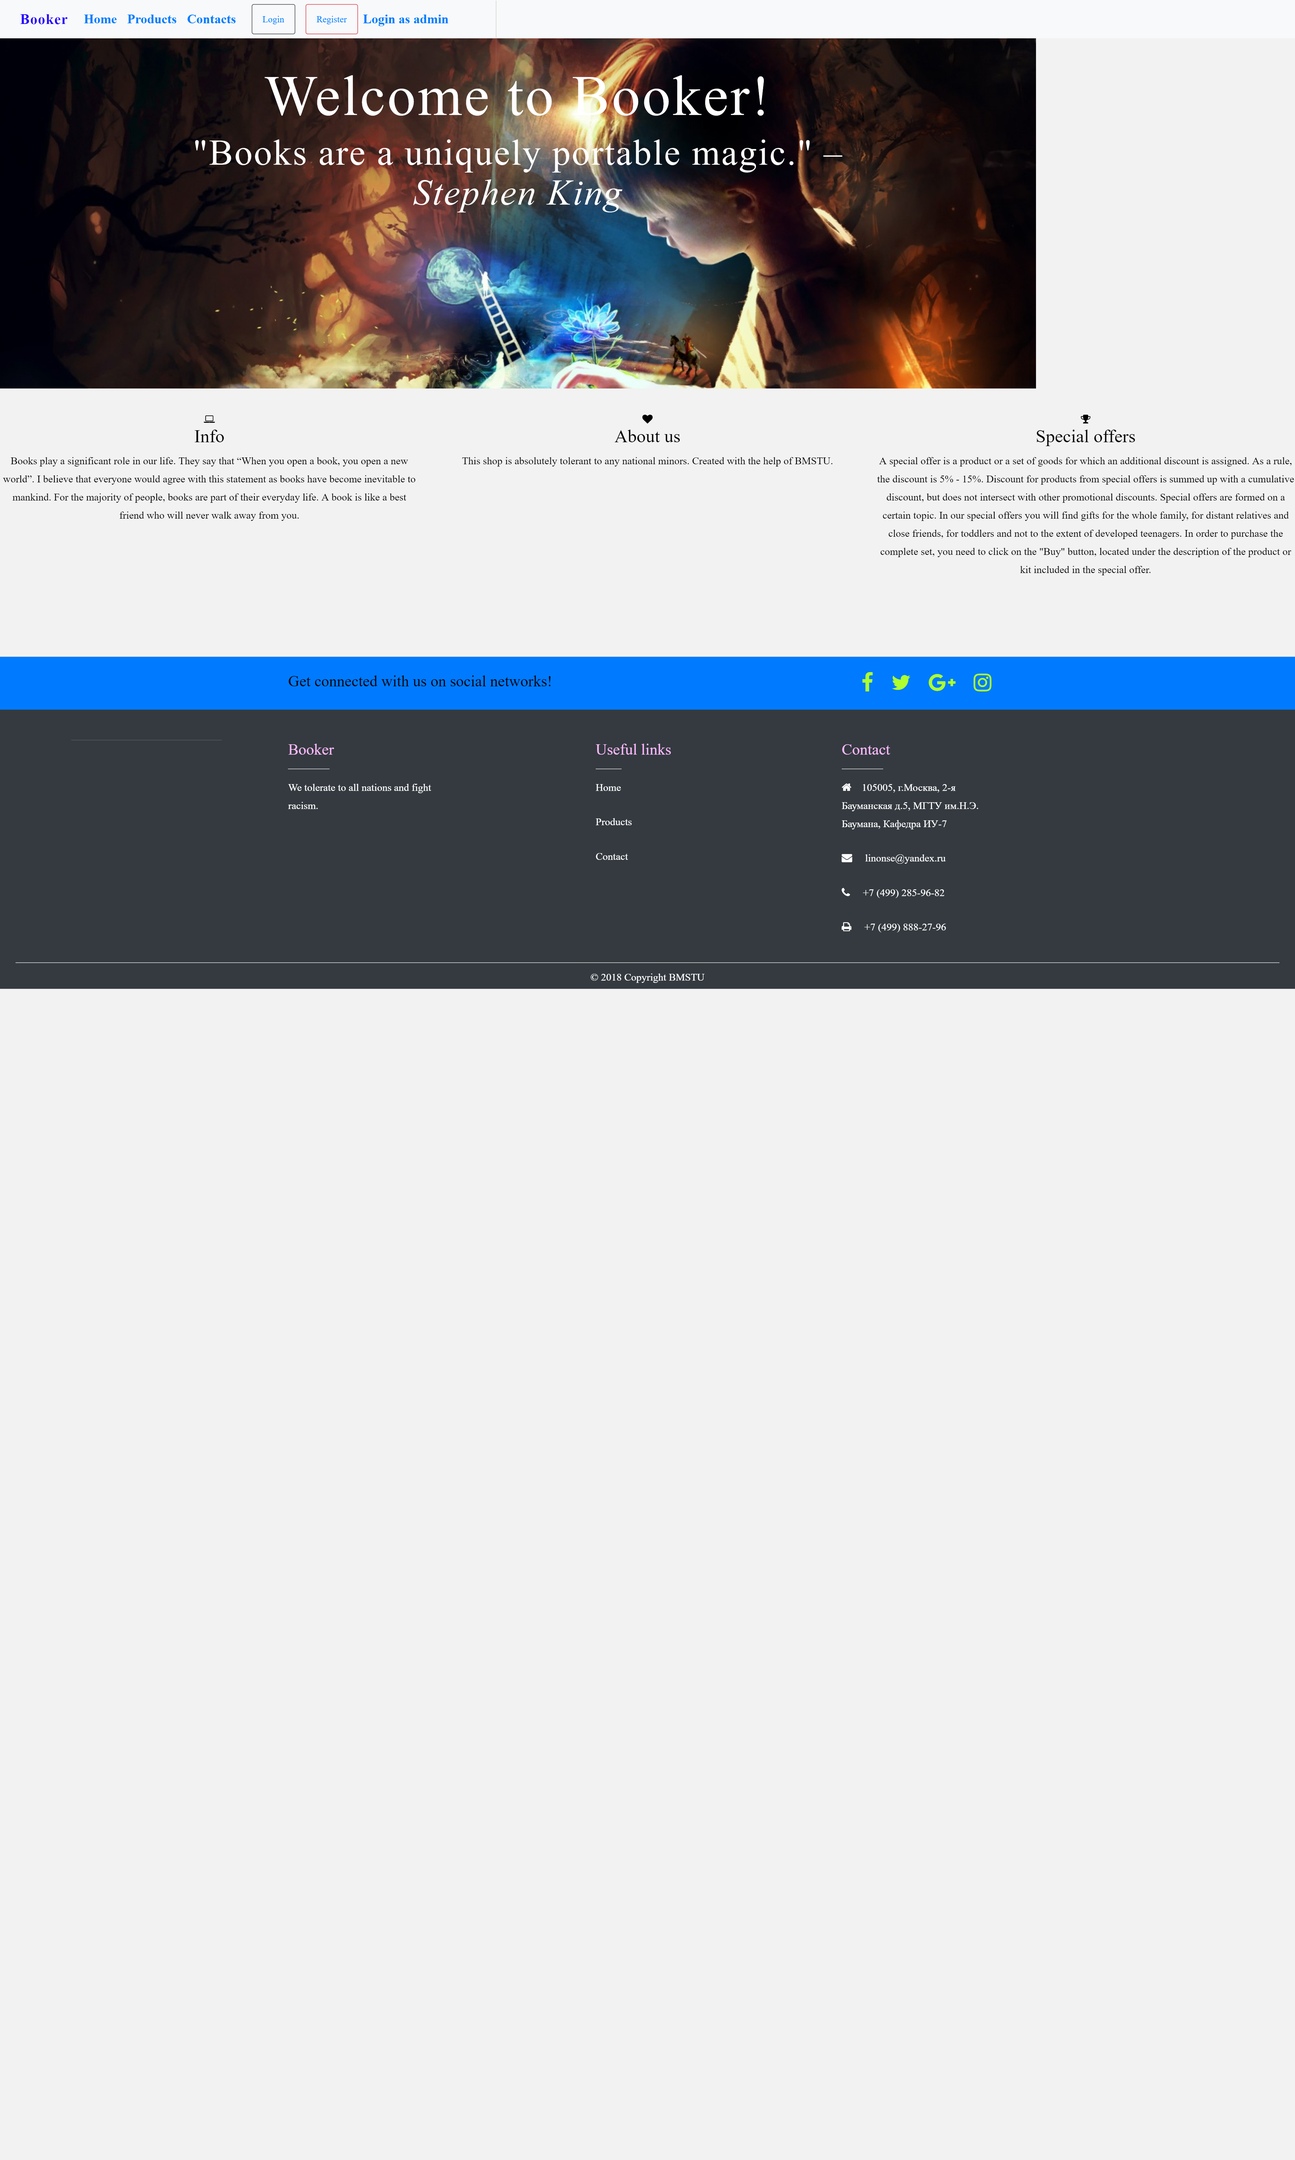 Booker Home Products Contacts Login Register Login as admin
Welcome to Booker!
"Books are a uniquely portable magic." —
Stephen King
Info
Books play a significant role in our life. They say that “When you open a book, you open a new
world”. I believe that everyone would agree with this statement as books have become inevitable to
mankind. For the majority of people, books are part of their everyday life. A book is like a best
friend who will never walk away from you.
About us
This shop is absolutely tolerant to any national minors. Created with the help of BMSTU.
Special offers
A special offer is a product or a set of goods for which an additional discount is assigned. As a rule,
the discount is 5% - 15%. Discount for products from special offers is summed up with a cumulative
discount, but does not intersect with other promotional discounts. Special offers are formed on a
certain topic. In our special offers you will find gifts for the whole family, for distant relatives and
close friends, for toddlers and not to the extent of developed teenagers. In order to purchase the
complete set, you need to click on the "Buy" button, located under the description of the product or
kit included in the special offer.
Get connected with us on social networks!
Booker
We tolerate to all nations and fight
racism.
Useful links
Home
Products
Contact
Contact
105005, г.Москва, 2-я
Бауманская д.5, МГТУ им.Н.Э.
Баумана, Кафедра ИУ-7
linonse@yandex.ru
+7 (499) 285-96-82
+7 (499) 888-27-96
© 2018 Copyright BMSTU